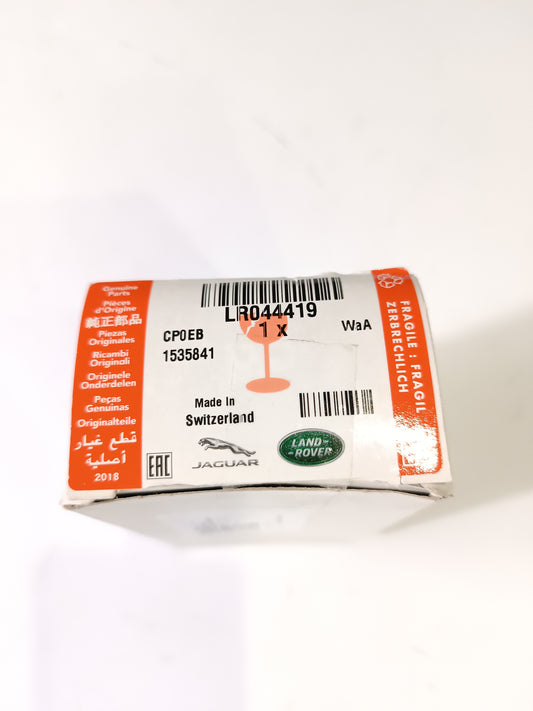 Genuine
Parts
Pièces
d'Origine
純正部品
Piezas
Originales
Ricambi
Originali
Originele
Onderdelen
Peças
Genuinas
Originalteile
قطع غيار
أصلية
2018
LR044419
1 x
WaA
CP0EB
1535841
Made In
Switzerland
EAC
JAGUAR
LAND-
-ROVER
FRAGILE : FRAGIL
ZERBRECHLICH